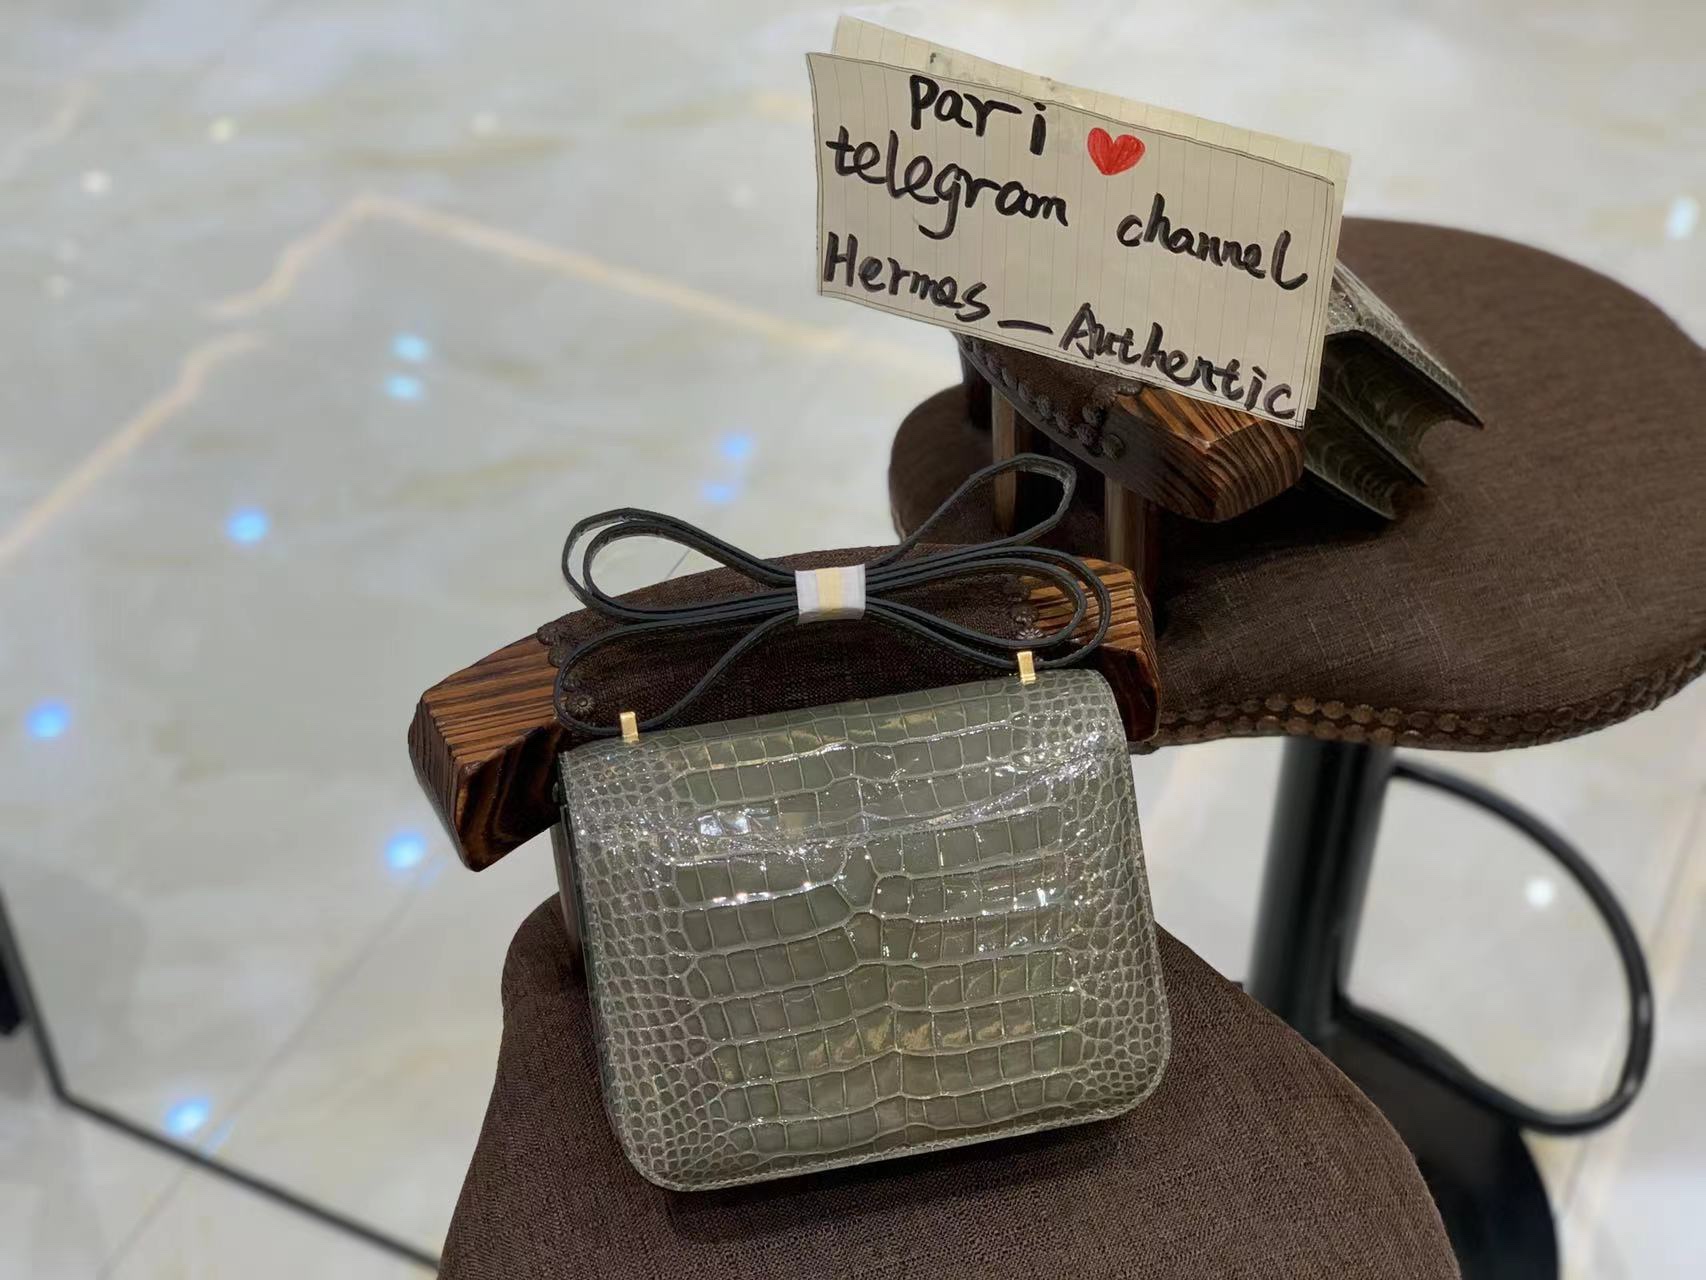 Pari ❤
telegram channel
Hermes_Authentic